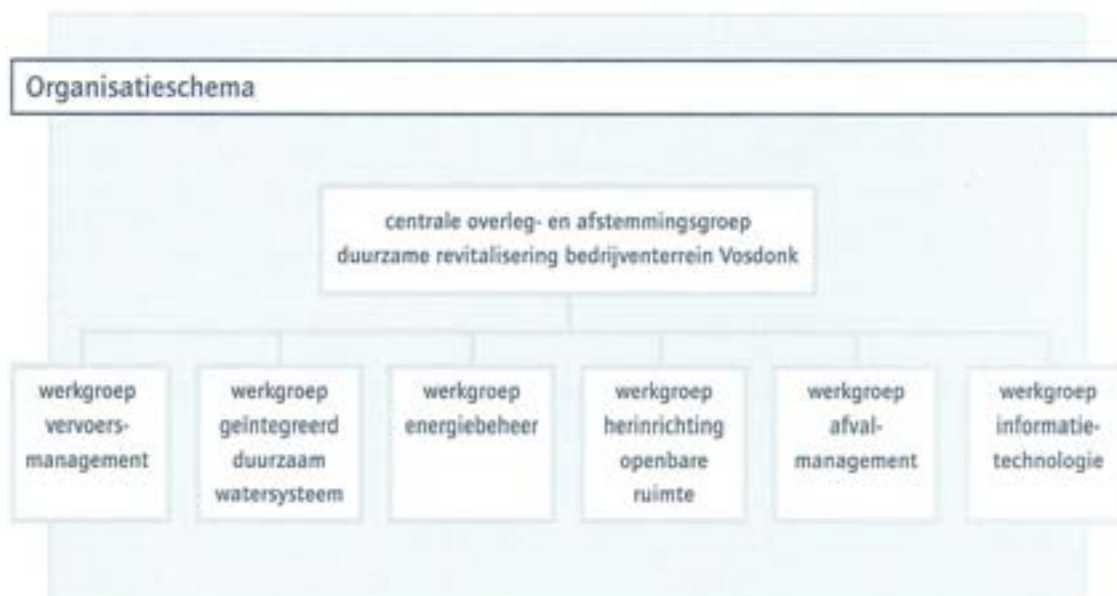 Organisatieschema
centrale overleg- en afstemmingsgroep
duurzame revitalisering bedrijventerrein Vosdonk
werkgroep
vervoers-
management
werkgroep
geintegreerd
duurzaam
watersysteem
werkgroep
energiebeheer
werkgroep
herinrichting
openbare
ruimte
werkgroep
afval-
management
werkgroep
informatie-
technologie